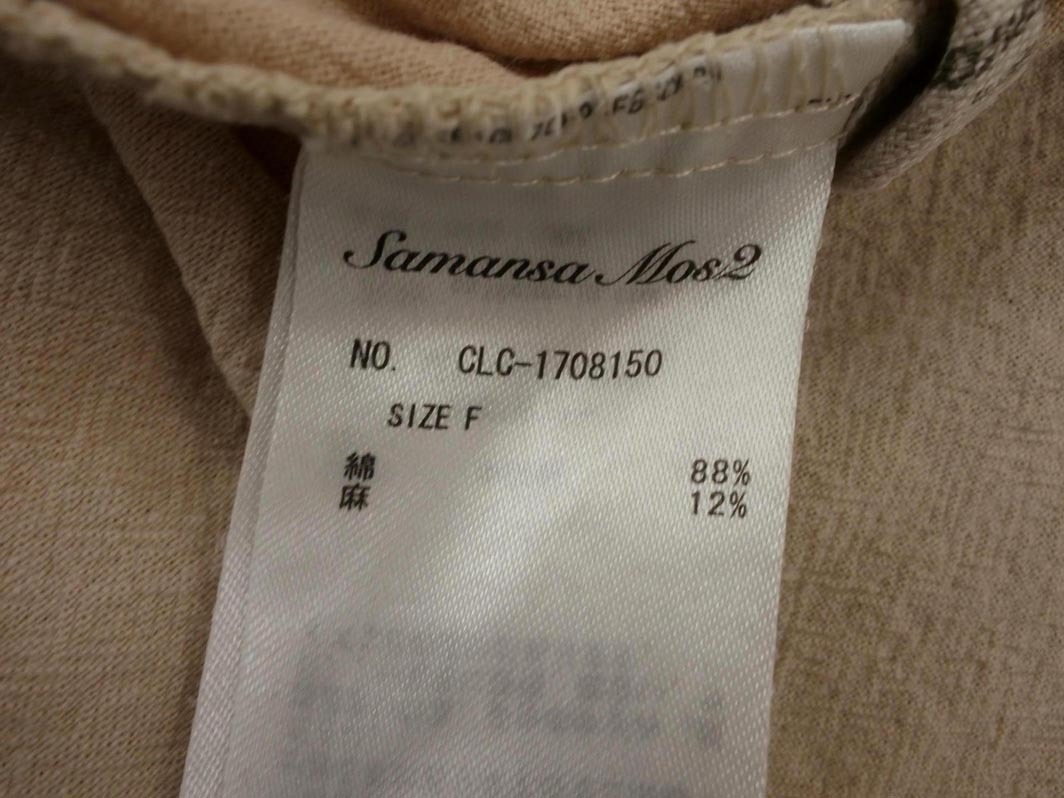 Samansa Mos2
NO. CLC-1708150
SIZE F
綿 88%
麻 12%